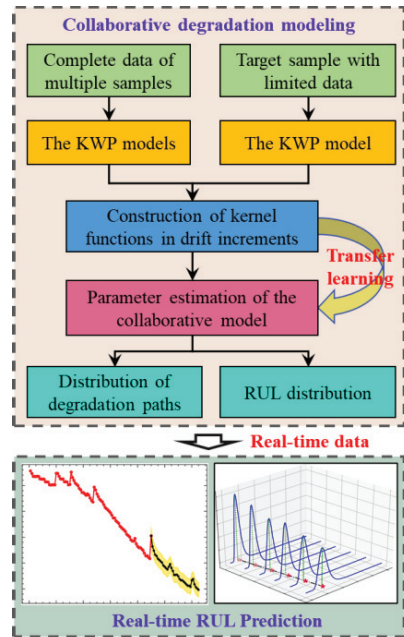 Collaborative degradation modeling
Complete data of
multiple samples
Target sample with
limited data
The KWP models
The KWP model
Construction of kernel
functions in drift increments
Transfer
learning
Parameter estimation of the
collaborative model
Distribution of
degradation paths
RUL distribution
Real-time data
Real-time RUL Prediction